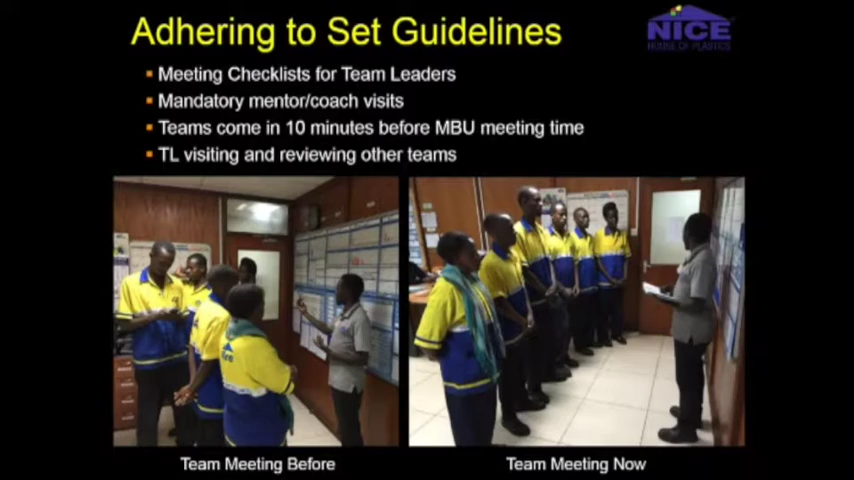 Adhering to Set Guidelines
NICE
HOUSE OF PLASTICS
Meeting Checklists for Team Leaders
Mandatory mentor/coach visits
Teams come in 10 minutes before MBU meeting time
TL visiting and reviewing other teams
Team Meeting Before
Team Meeting Now